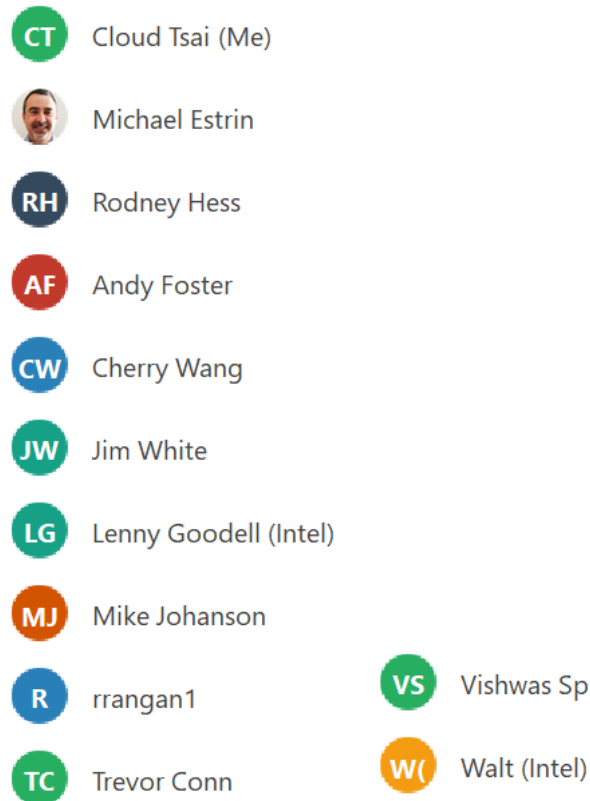 CT Cloud Tsai (Me)
Michael Estrin
RH Rodney Hess
AF Andy Foster
CW Cherry Wang
JW Jim White
LG Lenny Goodell (Intel)
MJ Mike Johanson
R rrangan1
TC Trevor Conn
VS Vishwas Sp
W( Walt (Intel)